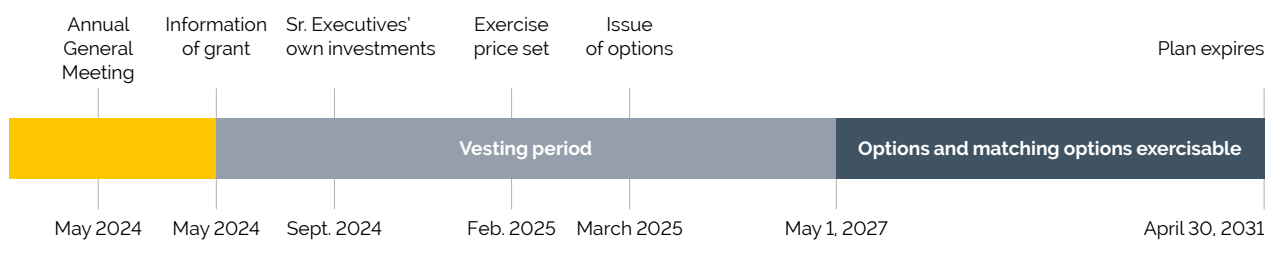 Annual
General
Meeting
Information
of grant
Sr. Executives’
own investments
Exercise
price set
Issue
of options
Plan expires
Vesting period
Options and matching options exercisable
May 2024
May 2024
Sept. 2024
Feb. 2025
March 2025
May 1, 2027
April 30, 2031